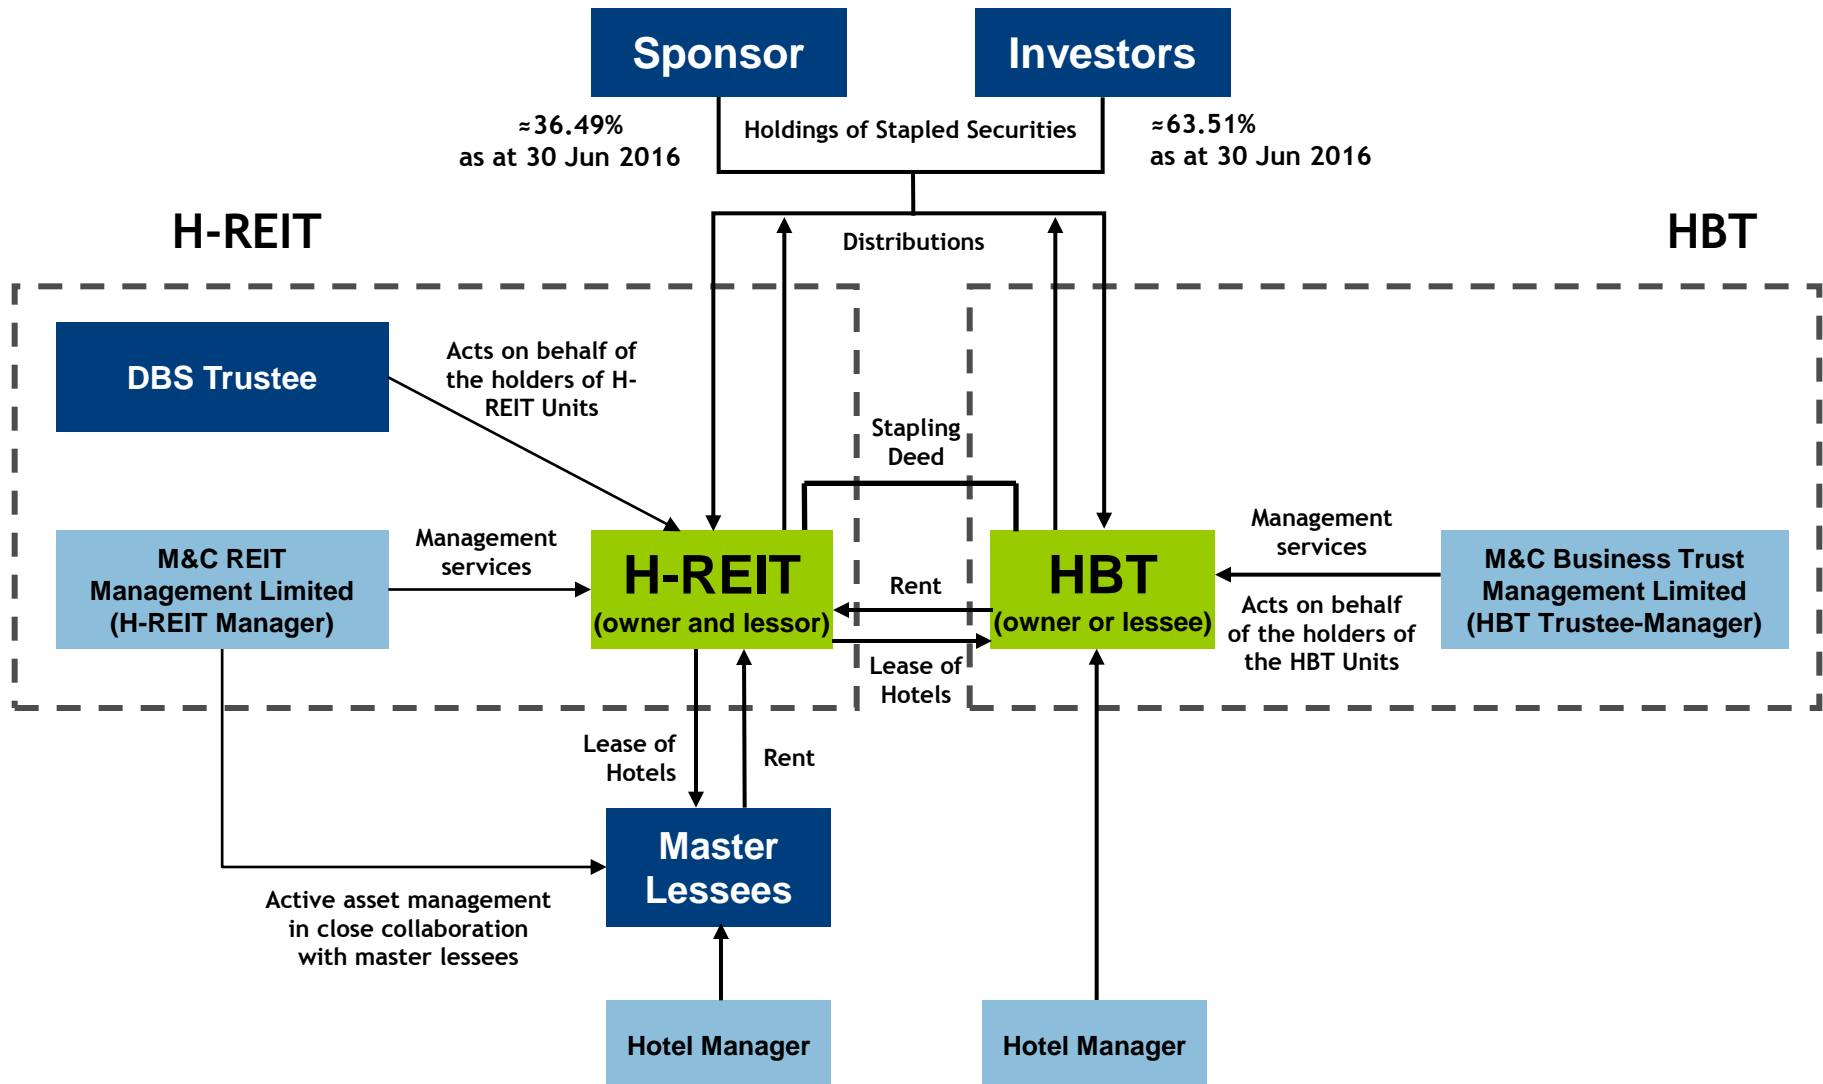 Sponsor
Investors
≈36.49%
as at 30 Jun 2016
Holdings of Stapled Securities
≈63.51%
as at 30 Jun 2016
H-REIT
HBT
Distributions
DBS Trustee
Acts on behalf of
the holders of H-
REIT Units
Stapling
Deed
M&C REIT
Management Limited
(H-REIT Manager)
Management
services
H-REIT
(owner and lessor)
Rent
Lease of
Hotels
HBT
(owner or lessee)
Management
services
Acts on behalf
of the holders of
the HBT Units
M&C Business Trust
Management Limited
(HBT Trustee-Manager)
Lease of
Hotels
Rent
Master
Lessees
Active asset management
in close collaboration
with master lessees
Hotel Manager
Hotel Manager